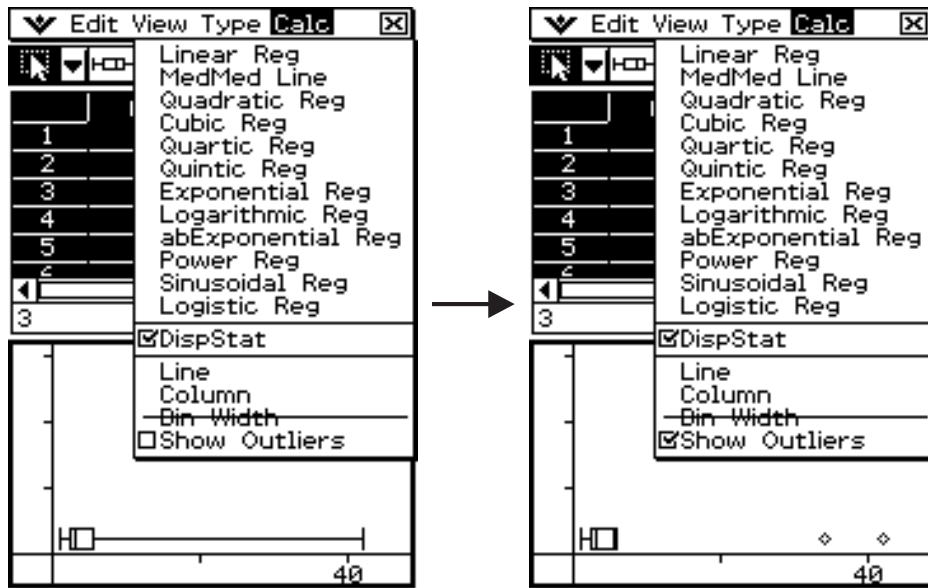 Edit View Type Calc
Linear Reg
MedMed Line
Quadratic Reg
Cubic Reg
Quartic Reg
Quintic Reg
Exponential Reg
Logarithmic Reg
abExponential Reg
Power Reg
Sinusoidal Reg
Logistic Reg
DispStat
Line
Column
Bin Width
Show Outliers
1
2
3
4
5
3
40
Edit View Type Calc
Linear Reg
MedMed Line
Quadratic Reg
Cubic Reg
Quartic Reg
Quintic Reg
Exponential Reg
Logarithmic Reg
abExponential Reg
Power Reg
Sinusoidal Reg
Logistic Reg
DispStat
Line
Column
Bin Width
Show Outliers
1
2
3
4
5
3
40